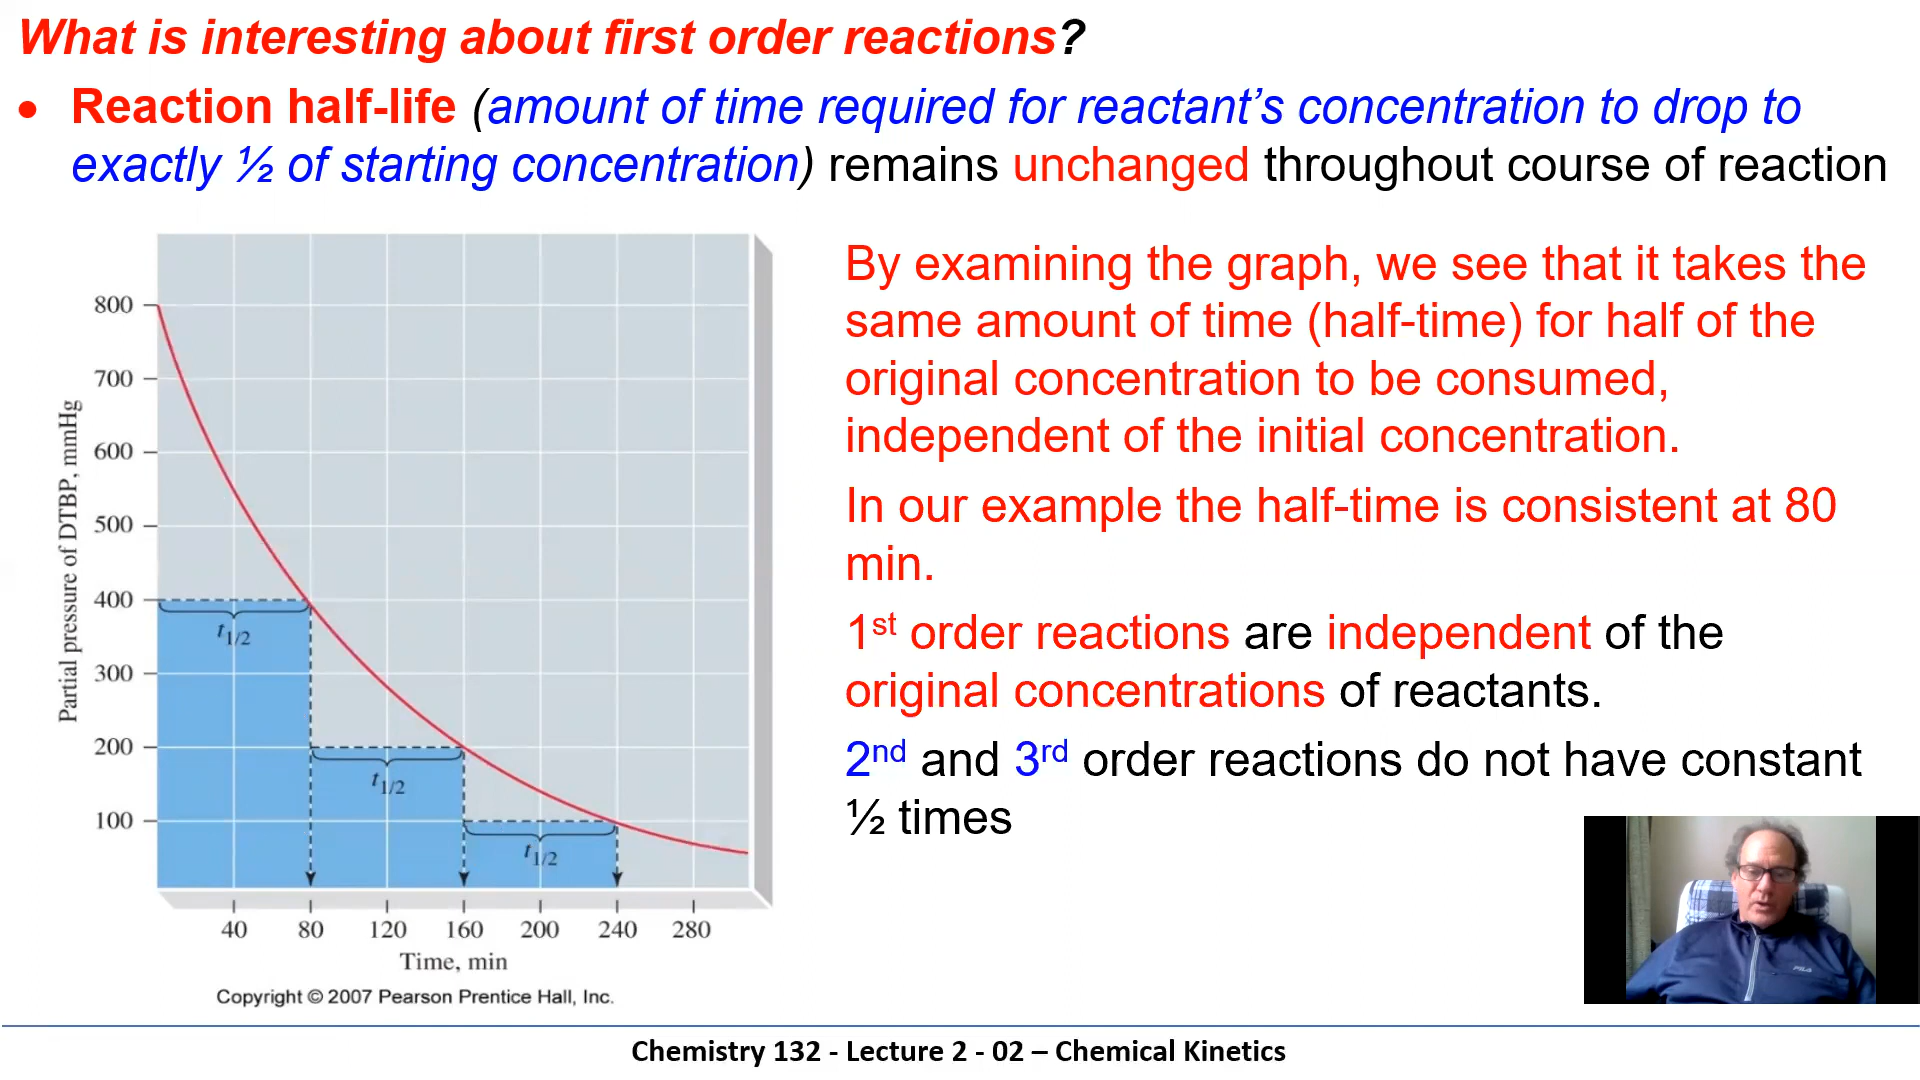 What is interesting about first order reactions?
• Reaction half-life (amount of time required for reactant’s concentration to drop to
exactly ½ of starting concentration) remains unchanged throughout course of reaction
By examining the graph, we see that it takes the
same amount of time (half-time) for half of the
original concentration to be consumed,
independent of the initial concentration.
In our example the half-time is consistent at 80
min.
1st order reactions are independent of the
original concentrations of reactants.
2nd and 3rd order reactions do not have constant
½ times
Partial pressure of DTBP, mmHg
800
700
600
500
400
300
200
100
t1/2
t1/2
t1/2
40 80 120 160 200 240 280
Time, min
Copyright © 2007 Pearson Prentice Hall, Inc.
FILA
Chemistry 132 - Lecture 2 - 02 – Chemical Kinetics